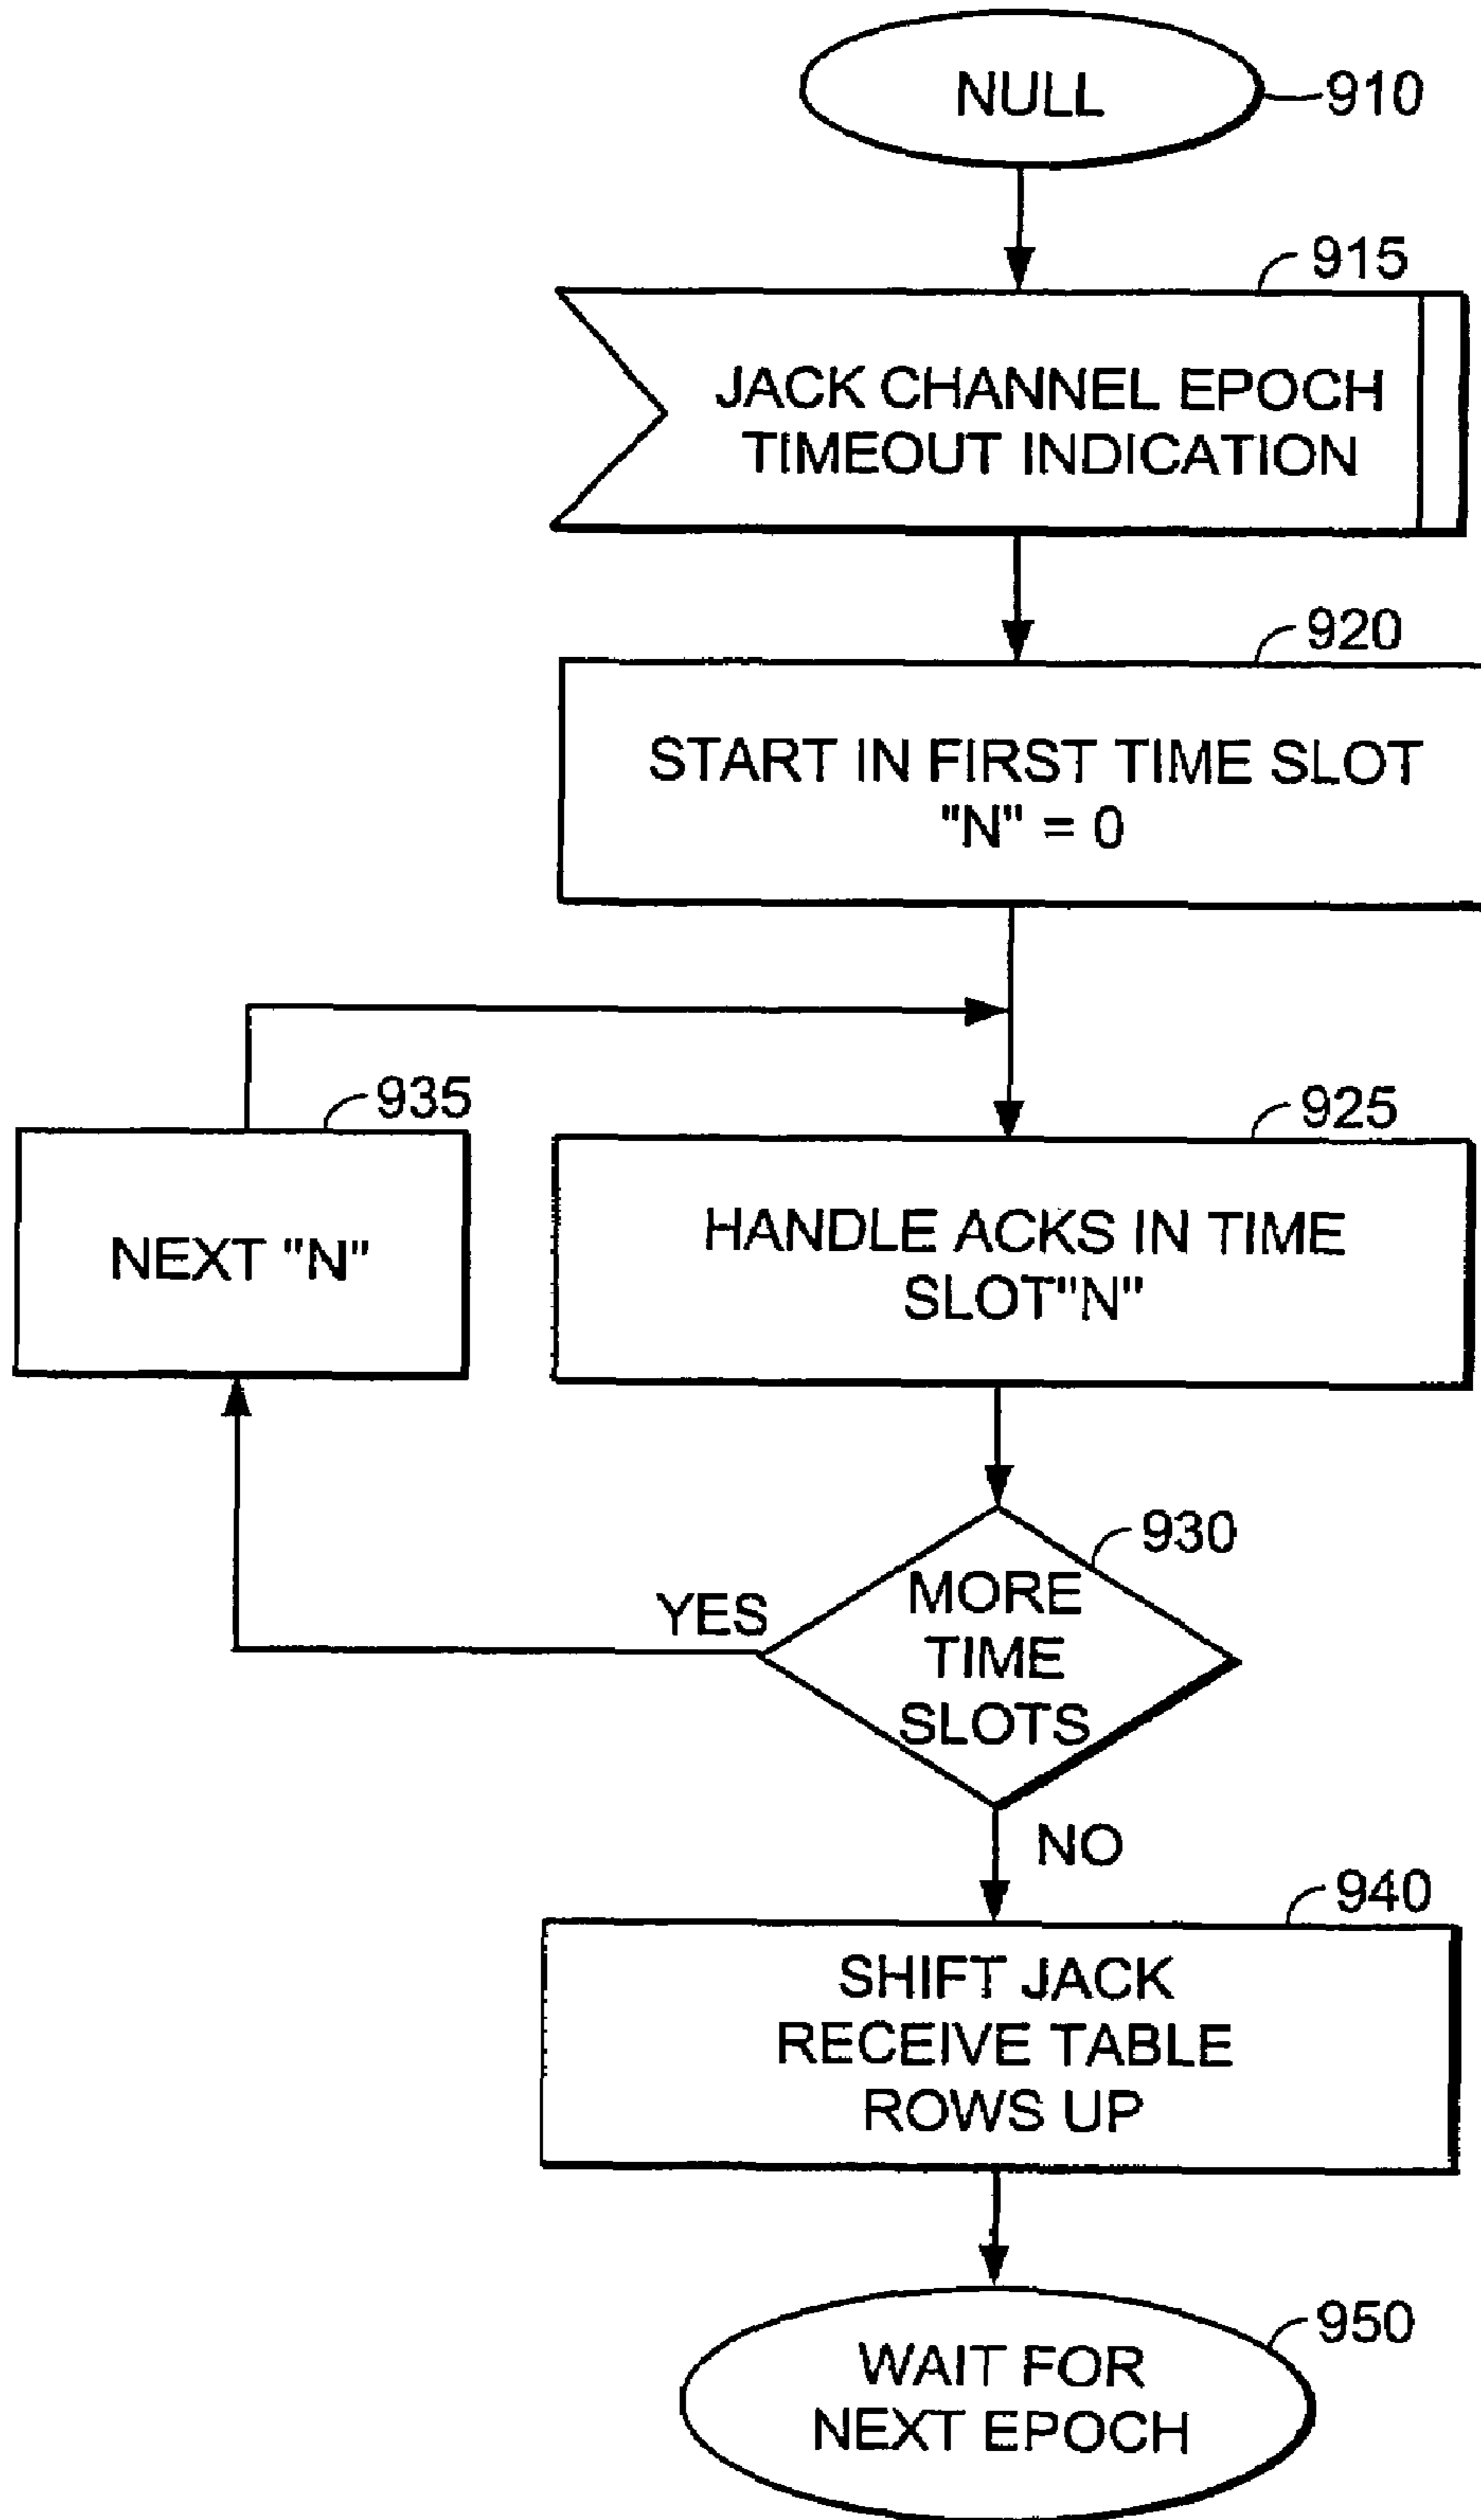 NULL
910
915
JACK CHANNEL EPOCH
TIMEOUT INDICATION
920
START IN FIRST TIME SLOT
"N" = 0
935
925
NEXT "N"
HANDLE ACKS IN TIME
SLOT"N"
930
MORE
TIME
SLOTS
YES
NO
940
SHIFT JACK
RECEIVE TABLE
ROWS UP
950
WAIT FOR
NEXT EPOCH